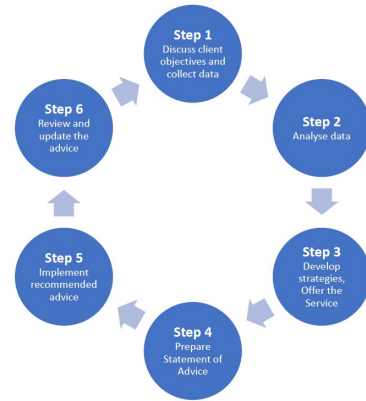 Step 1
Discuss client
objectives and
collect data
Step 2
Analyse data
Step 3
Develop
strategies,
Offer the
Service
Step 4
Prepare
Statement of
Advice
Step 5
Implement
recommended
advice
Step 6
Review and
update the
advice